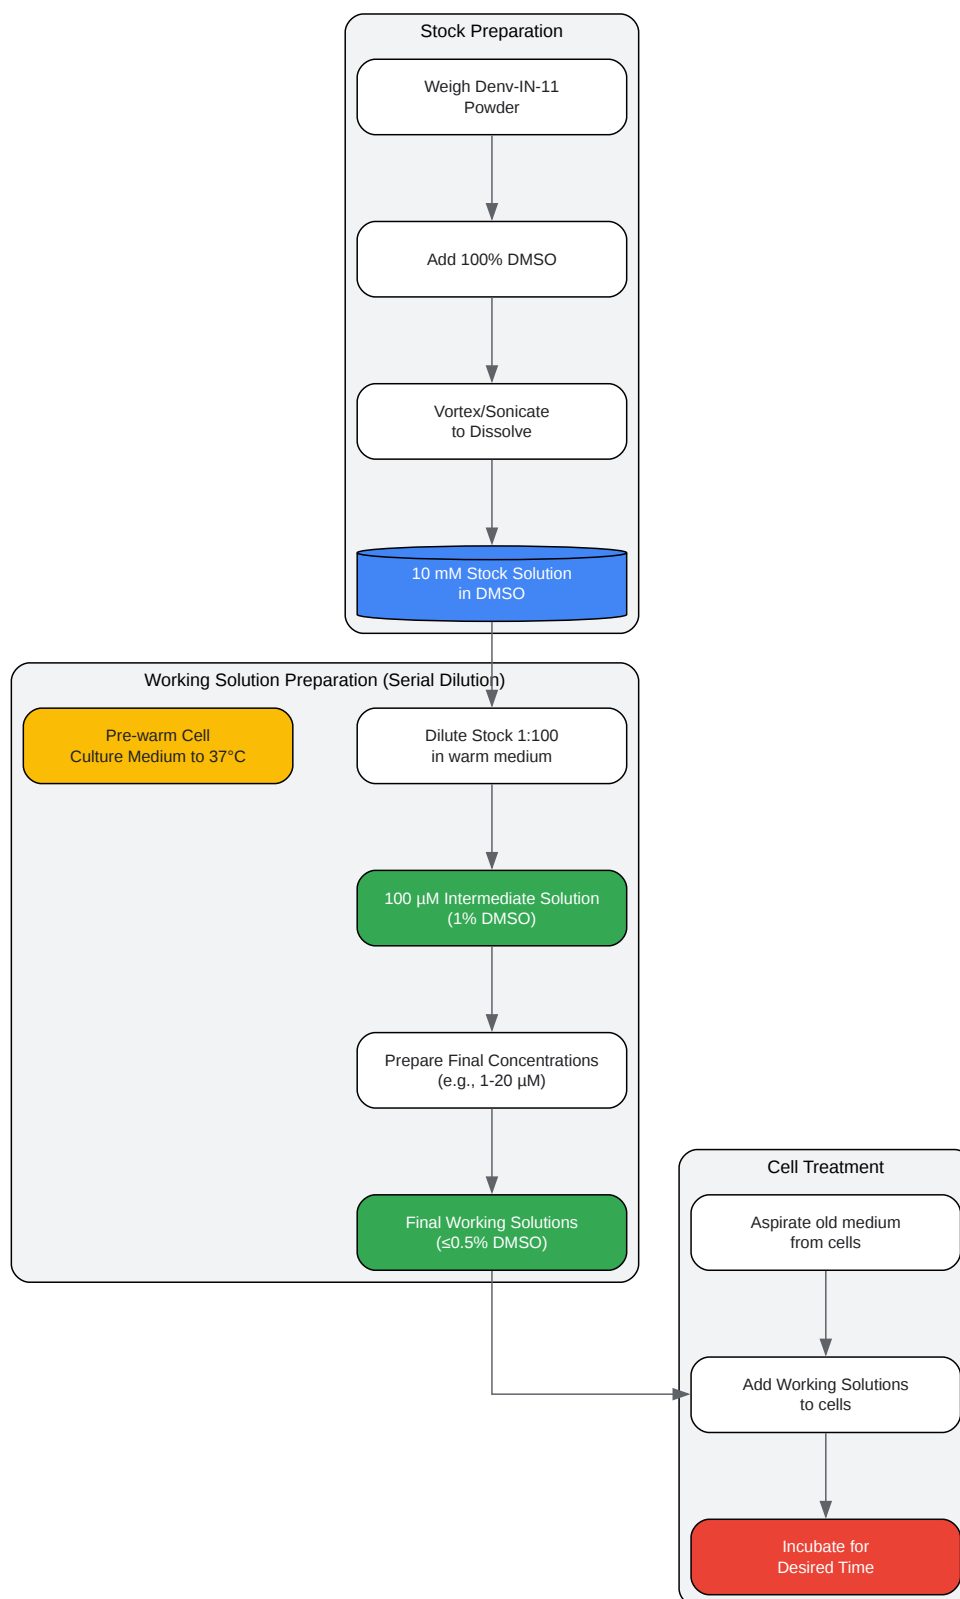 Stock Preparation
Weigh Denv-IN-11
Powder
Add 100% DMSO
Vortex/Sonicate
to Dissolve
10 mM Stock Solution
in DMSO
Working Solution Preparation (Serial Dilution)
Pre-warm Cell
Culture Medium to 37°C
Dilute Stock 1:100
in warm medium
100 µM Intermediate Solution
(1% DMSO)
Prepare Final Concentrations
(e.g., 1-20 µM)
Final Working Solutions
(≤0.5% DMSO)
Cell Treatment
Aspirate old medium
from cells
Add Working Solutions
to cells
Incubate for
Desired Time